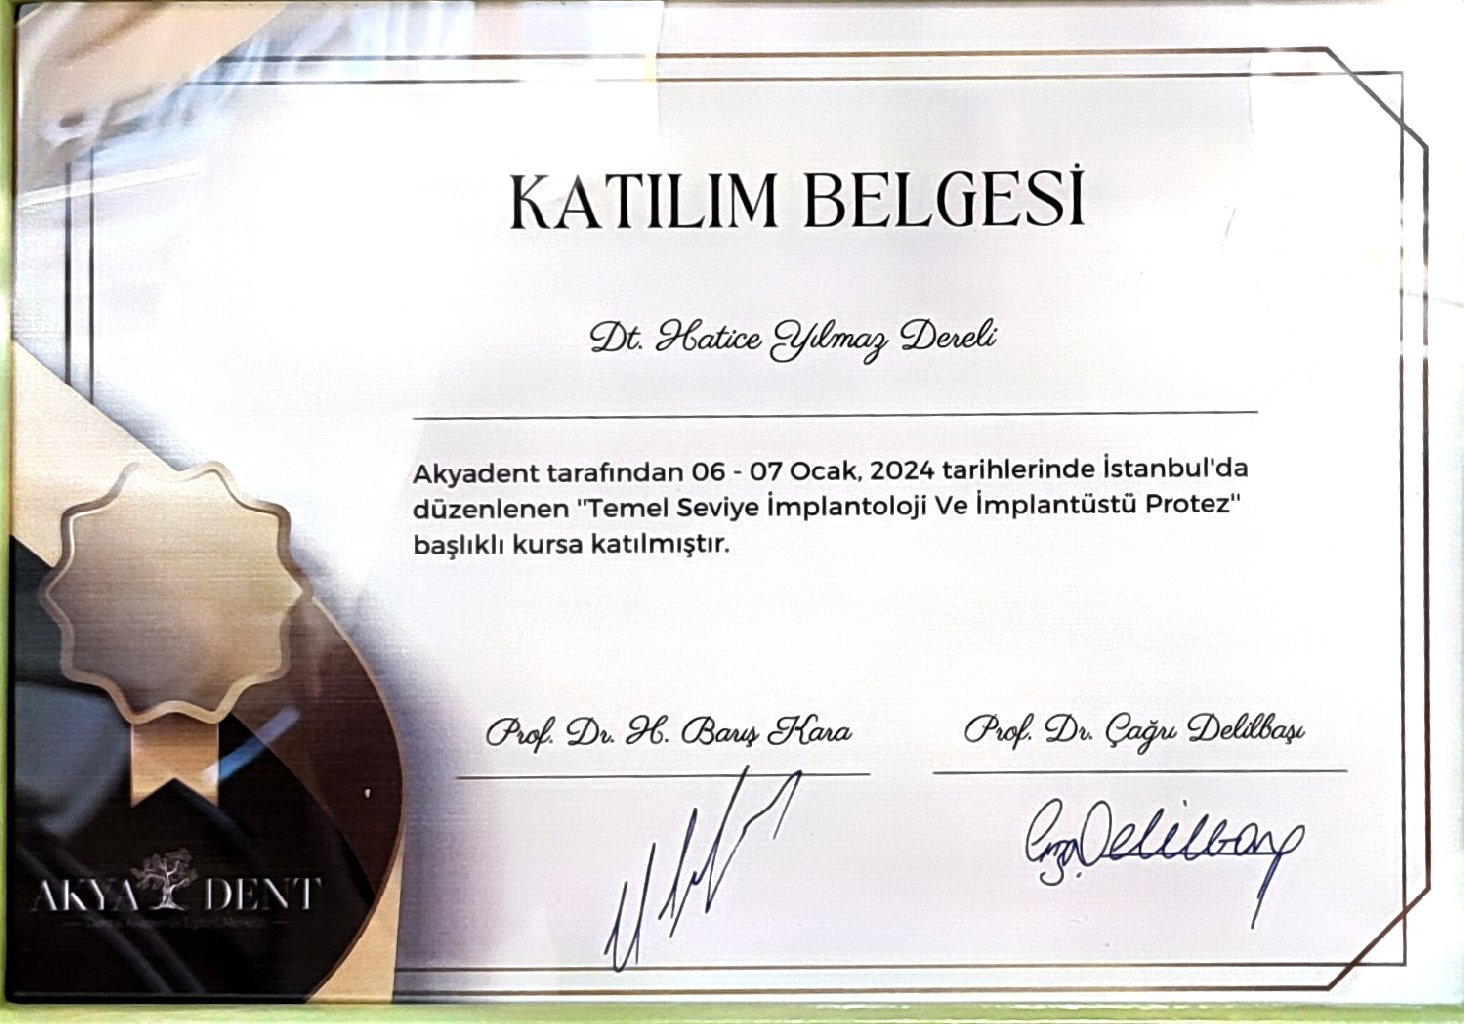 KATILIM BELGESİ
Dt. Hatice Yılmaz Dereli
Akyadent tarafından 06 - 07 Ocak, 2024 tarihlerinde İstanbul'da
düzenlenen "Temel Seviye İmplantoloji Ve İmplantüstü Protez"
başlıklı kursa katılmıştır.
Prof. Dr. H. Barış Kara
Prof. Dr. Çağrı Delilbaşı
AKYA DENT